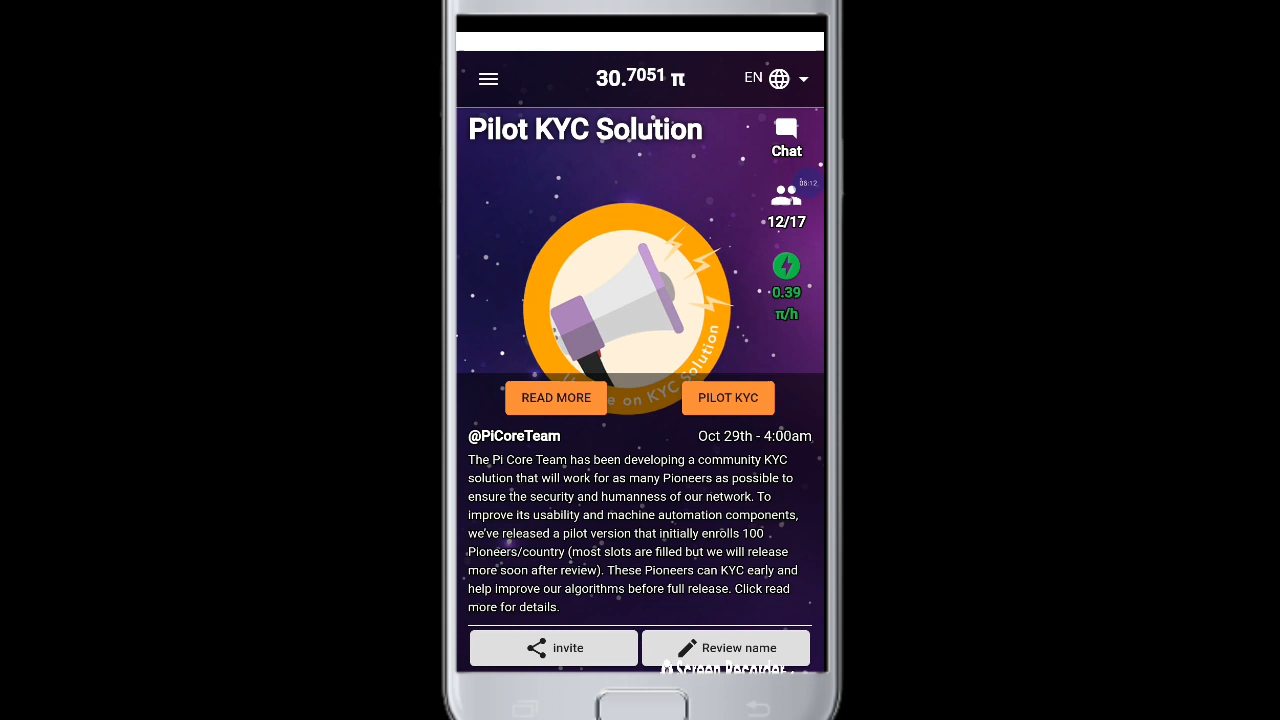 30.7051 π
EN
Pilot KYC Solution
Chat
12/17
0.39
π/h
on KYC Solution
READ MORE
PILOT KYC
@PiCoreTeam
Oct 29th - 4:00am
The Pi Core Team has been developing a community KYC
solution that will work for as many Pioneers as possible to
ensure the security and humanness of our network. To
improve its usability and machine automation components,
we've released a pilot version that initially enrolls 100
Pioneers/country (most slots are filled but we will release
more soon after review). These Pioneers can KYC early and
help improve our algorithms before full release. Click read
more for details.
invite
Review name
Screen Recorder